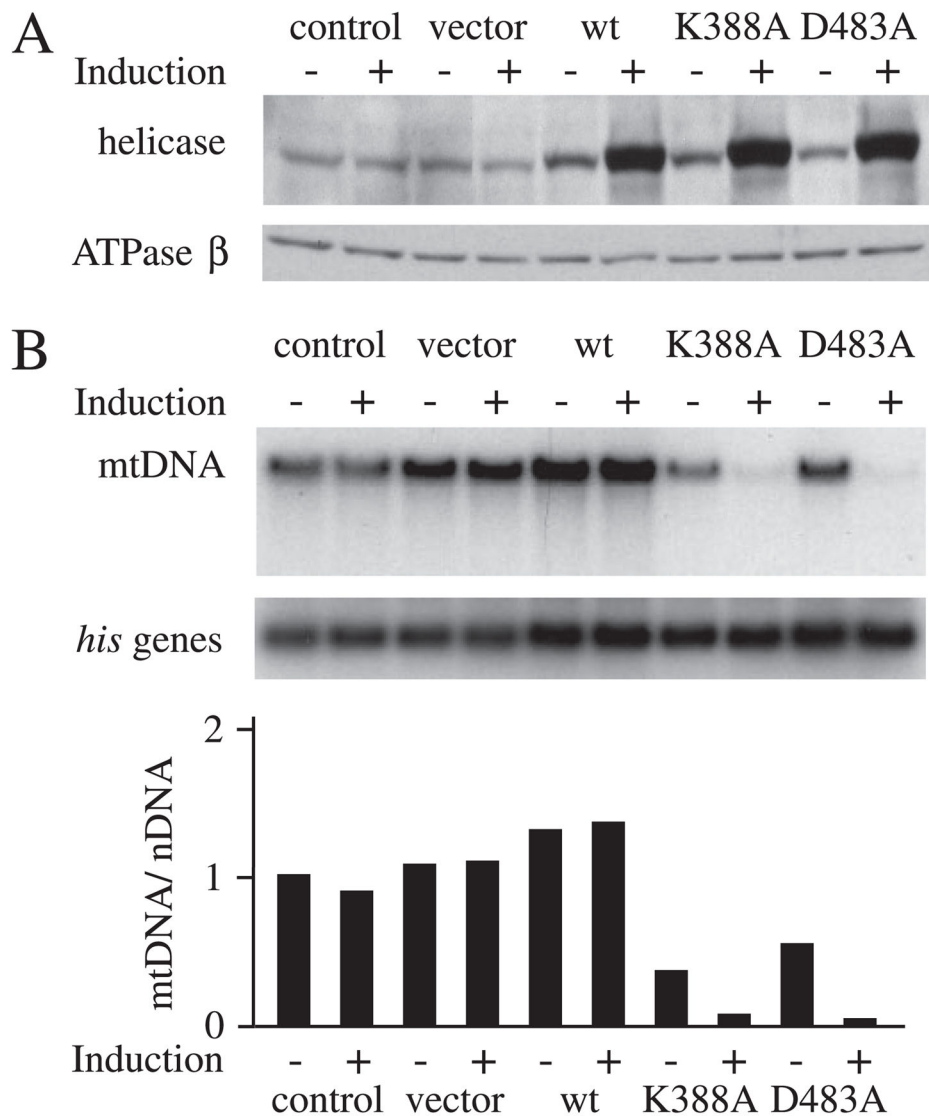 A
control vector wt K388A D483A
Induction - + - + - + - + - +
helicase
ATPase β
B
control vector wt K388A D483A
Induction - + - + - + - + - +
mtDNA
his genes
mtDNA/ nDNA
2
1
0
Induction - + - + - + - + - +
control vector wt K388A D483A